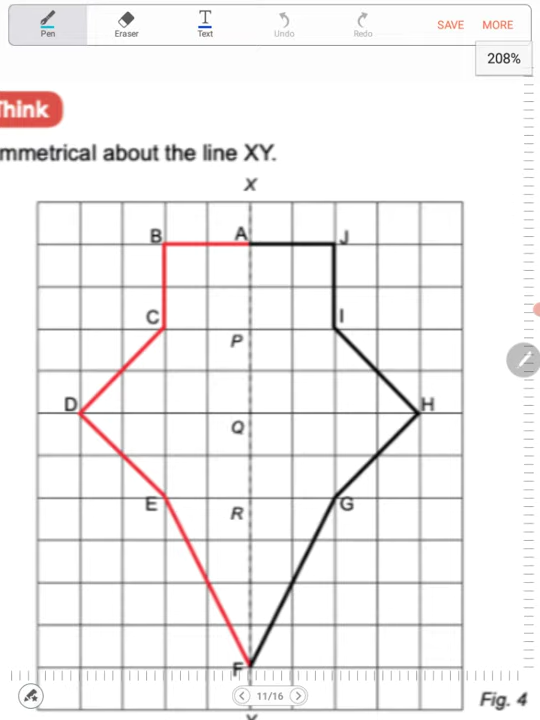 T
Pen
Eraser
Text
Undo
Redo
SAVE
MORE
208%
Think
mmetrical about the line XY.
X
B
A
J
C
I
P
D
H
Q
E
R
G
F
11/16
Fig. 4